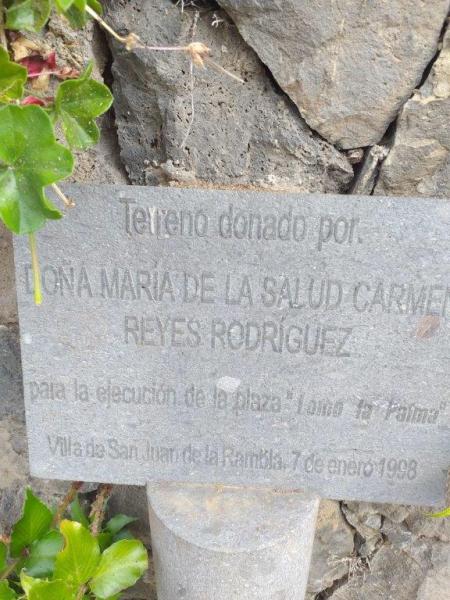 Terreno donado por:
DOÑA MARÍA DE LA SALUD CARMEN
REYES RODRÍGUEZ
para la ejecución de la plaza "Lomo la Palma"
Villa de San Juan de la Rambla, 7 de enero 1998